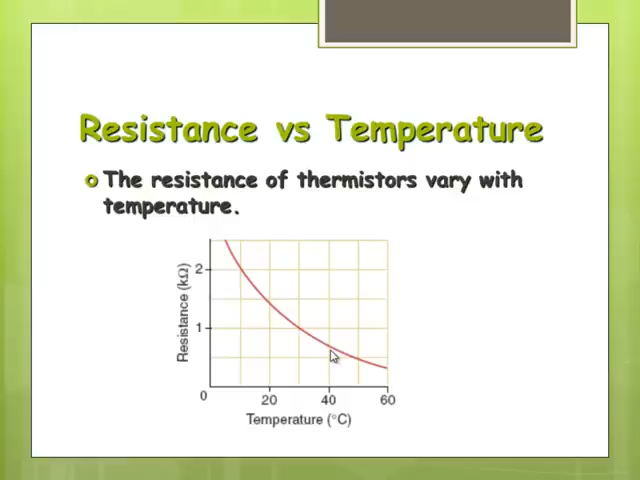 Resistance vs Temperature
The resistance of thermistors vary with
temperature.
Resistance (kΩ)
2
1
0
20 40 60
Temperature (°C)